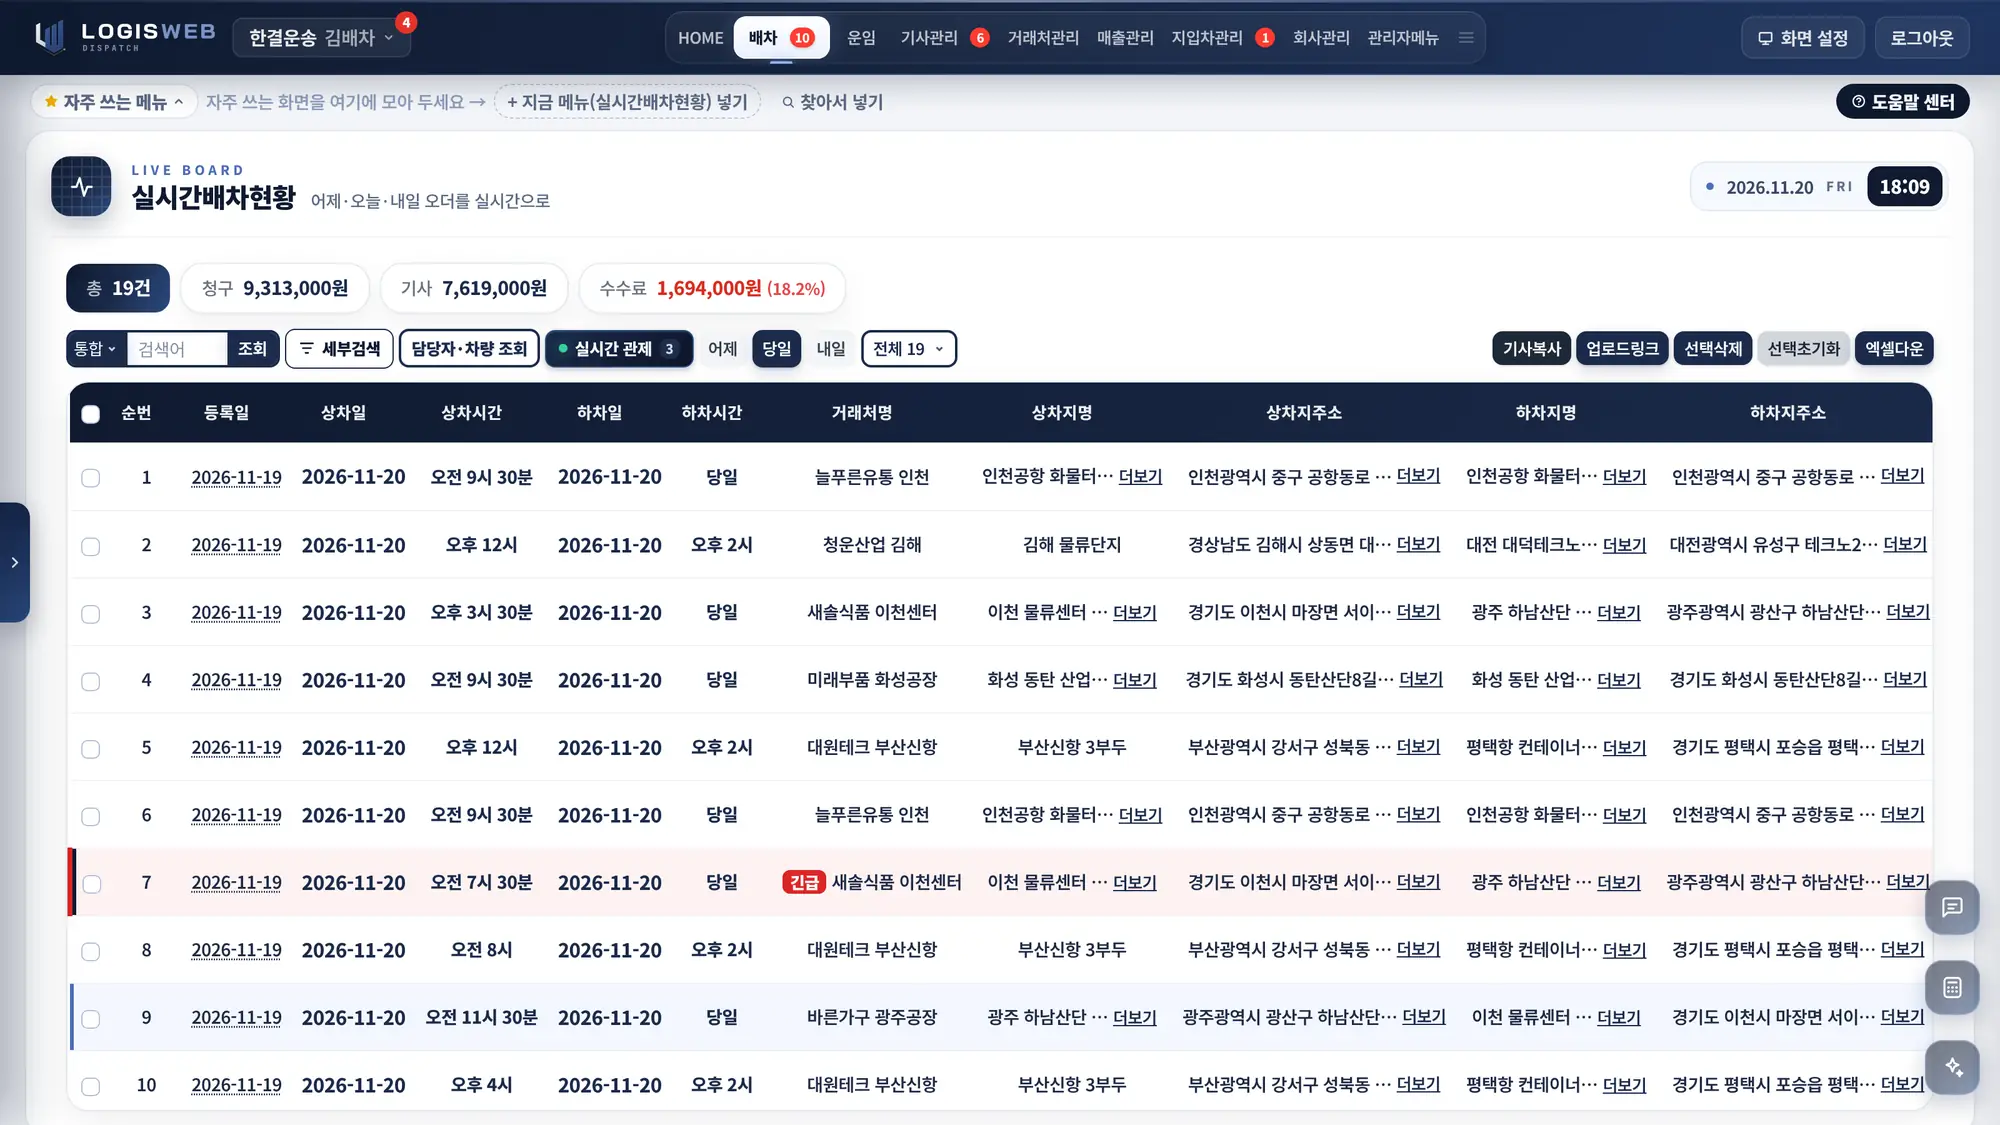 LOGISWEB
DISPATCH
한결운송 김배차 4
HOME 배차 10 운임 기사관리 6 거래처관리 매출관리 지입차관리 1 회사관리 관리자메뉴
화면 설정 로그아웃
자주 쓰는 메뉴 자주 쓰는 화면을 여기에 모아 두세요 → + 지금 메뉴(실시간배차현황) 넣기 찾아서 넣기 도움말 센터
LIVE BOARD
실시간배차현황 어제·오늘·내일 오더를 실시간으로
2026.11.20 FRI 18:09
총 19건 청구 9,313,000원 기사 7,619,000원 수수료 1,694,000원 (18.2%)
통합 검색어 조회 세부검색 담당자·차량 조회 실시간 관제 3 어제 당일 내일 전체 19 기사복사 업로드링크 선택삭제 선택초기화 엑셀다운
순번 등록일 상차일 상차시간 하차일 하차시간 거래처명 상차지명 상차지주소 하차지명 하차지주소
1 2026-11-19 2026-11-20 오전 9시 30분 2026-11-20 당일 늘푸른유통 인천 인천공항 화물터… 더보기 인천광역시 중구 공항동로 … 더보기 인천공항 화물터… 더보기 인천광역시 중구 공항동로 … 더보기
2 2026-11-19 2026-11-20 오후 12시 2026-11-20 오후 2시 청운산업 김해 김해 물류단지 경상남도 김해시 상동면 대… 더보기 대전 대덕테크노… 더보기 대전광역시 유성구 테크노2… 더보기
3 2026-11-19 2026-11-20 오후 3시 30분 2026-11-20 당일 새솔식품 이천센터 이천 물류센터 … 더보기 경기도 이천시 마장면 서이… 더보기 광주 하남산단 … 더보기 광주광역시 광산구 하남산단… 더보기
4 2026-11-19 2026-11-20 오전 9시 30분 2026-11-20 당일 미래부품 화성공장 화성 동탄 산업… 더보기 경기도 화성시 동탄산단8길… 더보기 화성 동탄 산업… 더보기 경기도 화성시 동탄산단8길… 더보기
5 2026-11-19 2026-11-20 오후 12시 2026-11-20 오후 2시 대원테크 부산신항 부산신항 3부두 부산광역시 강서구 성북동 … 더보기 평택항 컨테이너… 더보기 경기도 평택시 포승읍 평택… 더보기
6 2026-11-19 2026-11-20 오전 9시 30분 2026-11-20 당일 늘푸른유통 인천 인천공항 화물터… 더보기 인천광역시 중구 공항동로 … 더보기 인천공항 화물터… 더보기 인천광역시 중구 공항동로 … 더보기
7 2026-11-19 2026-11-20 오전 7시 30분 2026-11-20 당일 긴급 새솔식품 이천센터 이천 물류센터 … 더보기 경기도 이천시 마장면 서이… 더보기 광주 하남산단 … 더보기 광주광역시 광산구 하남산단… 더보기
8 2026-11-19 2026-11-20 오전 8시 2026-11-20 오후 2시 대원테크 부산신항 부산신항 3부두 부산광역시 강서구 성북동 … 더보기 평택항 컨테이너… 더보기 경기도 평택시 포승읍 평택… 더보기
9 2026-11-19 2026-11-20 오전 11시 30분 2026-11-20 당일 바른가구 광주공장 광주 하남산단 … 더보기 광주광역시 광산구 하남산단… 더보기 이천 물류센터 … 더보기 경기도 이천시 마장면 서이… 더보기
10 2026-11-19 2026-11-20 오후 4시 2026-11-20 오후 2시 대원테크 부산신항 부산신항 3부두 부산광역시 강서구 성북동 … 더보기 평택항 컨테이너… 더보기 경기도 평택시 포승읍 평택… 더보기